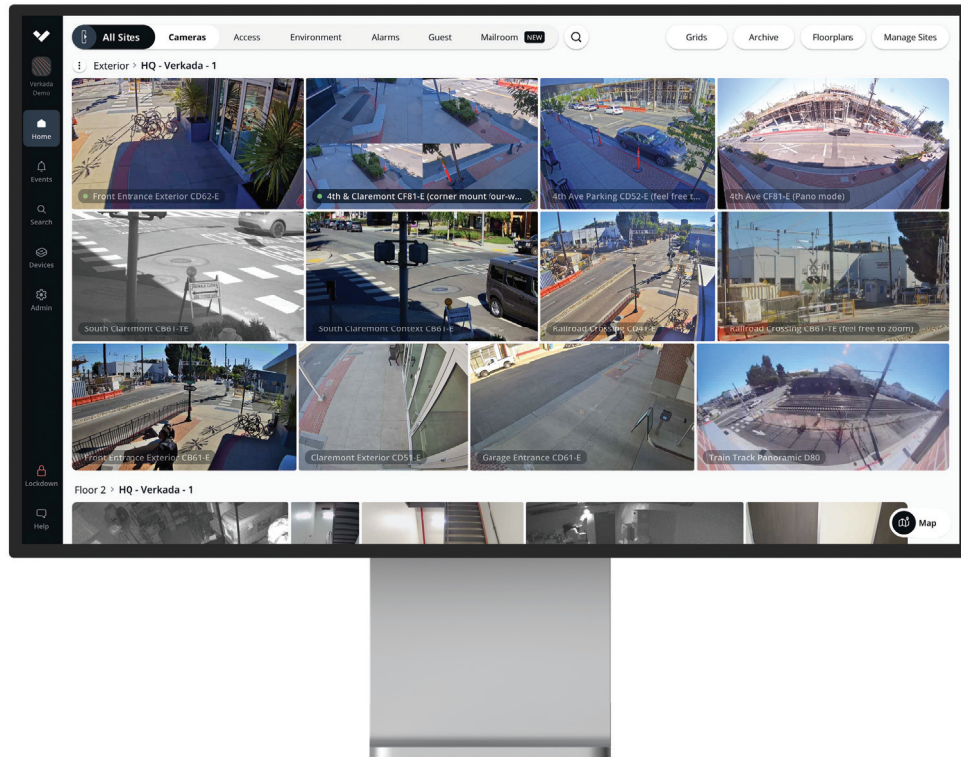 All Sites Cameras Access Environment Alarms Guest Mailroom NEW Grids Archive Floorplans Manage Sites
Exterior > HQ - Verkada - 1
Verkada
Demo
Home
Events
Search
Devices
Admin
Lockdown
Help
Front Entrance Exterior CD62-E
4th & Claremont CF81-E (corner mount 'our-w...
4th Ave Parking CD52-E (feel free t...
4th Ave CF81-E (Pano mode)
South Claremont CB61-TE
South Claremont Context CB61-E
Railroad Crossing CD41-E
Railroad Crossing CB61-TE (feel free to zoom)
Front Entrance Exterior CB61-E
Claremont Exterior CD51-E
Garage Entrance CD61-E
Train Track Panoramic D80
Floor 2 > HQ - Verkada - 1
Map